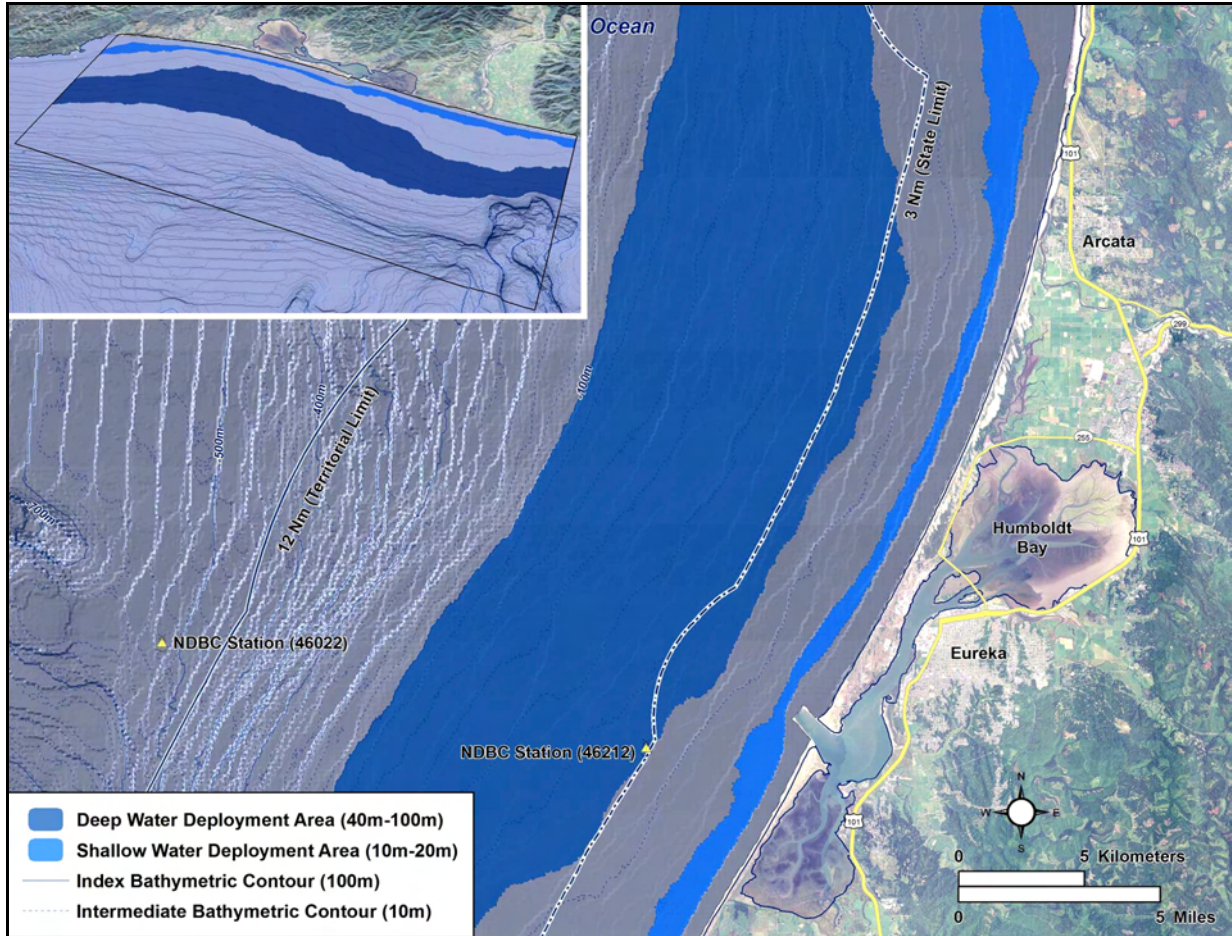 Ocean
3 Nm (State Limit)
101
Arcata
299
-100m
-400m
-500m
12 Nm (Territorial Limit)
255
-700m
Humboldt
Bay
101
NDBC Station (46022)
Eureka
NDBC Station (46212)
101
N
W
E
S
Deep Water Deployment Area (40m-100m)
Shallow Water Deployment Area (10m-20m)
Index Bathymetric Contour (100m)
Intermediate Bathymetric Contour (10m)
0
5 Kilometers
0
5 Miles